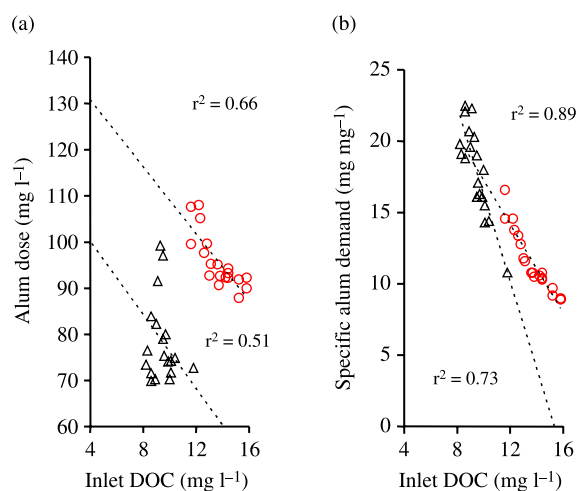 (a)
(b)
140
130
120
110
100
90
80
70
60
4
8
12
16
r² = 0.66
r² = 0.51
Alum dose (mg l⁻¹)
Inlet DOC (mg l⁻¹)
25
20
15
10
5
0
4
8
12
16
r² = 0.89
r² = 0.73
Specific alum demand (mg mg⁻¹)
Inlet DOC (mg l⁻¹)